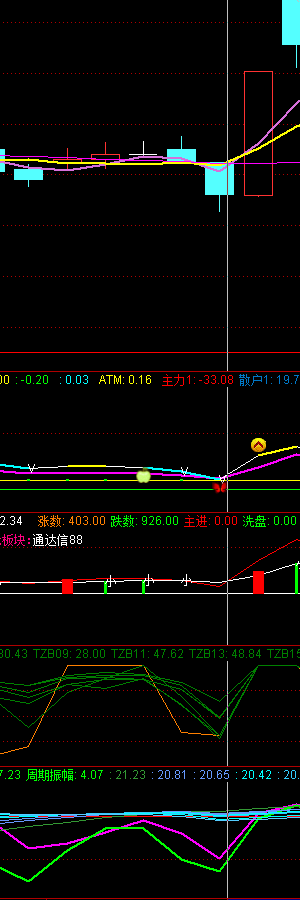 00 : -0.20 : 0.03 ATM: 0.16 主力1: -33.08 散户1: 19.7
2.34 涨数: 403.00 跌数: 926.00 主进: 0.00 洗盘: 0.00
板块: 通达信88
30.43 TZB09: 28.00 TZB11: 47.62 TZB13: 48.84 TZB15
7.23 周期振幅: 4.07 : 21.23 : 20.81 : 20.65 : 20.42 : 20.